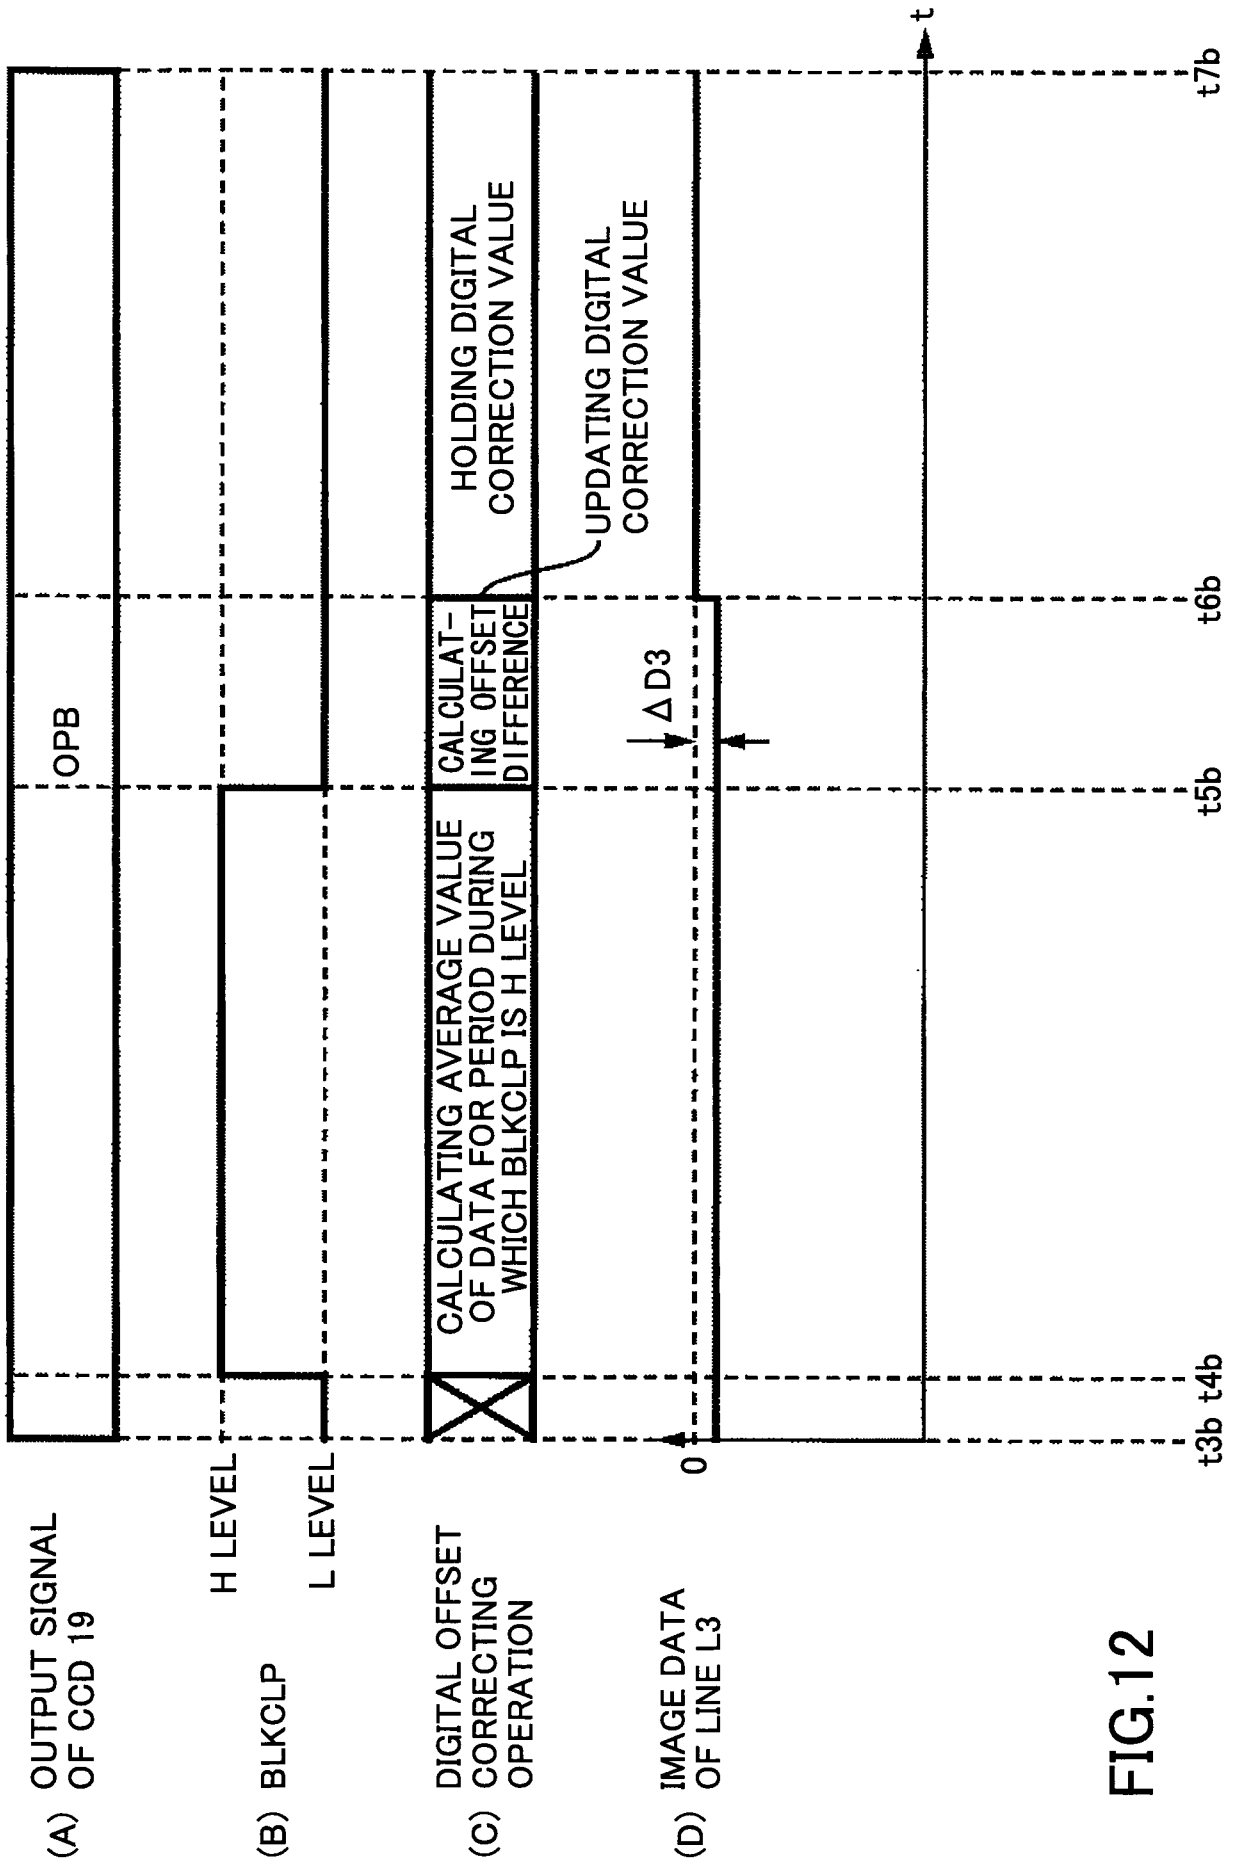 (A) OUTPUT SIGNAL
OF CCD 19
OPB
(B) BLKCLP
H LEVEL
L LEVEL
(C) DIGITAL OFFSET
CORRECTING
OPERATION
CALCULATING AVERAGE VALUE
OF DATA FOR PERIOD DURING
WHICH BLKCLP IS H LEVEL
CALCULAT-
ING OFFSET
DIFFERENCE
HOLDING DIGITAL
CORRECTION VALUE
UPDATING DIGITAL
CORRECTION VALUE
(D) IMAGE DATA
OF LINE L3
0
ΔD3
t
t3b t4b t5b t6b t7b
FIG.12